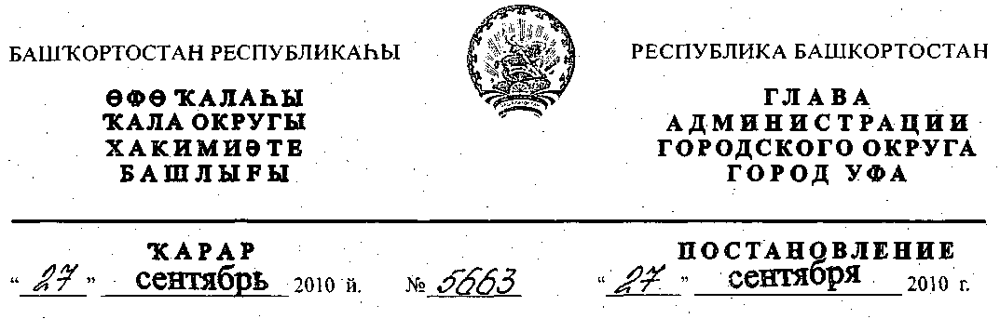 БАШҠОРТОСТАН РЕСПУБЛИКАҺЫ
ӨФӨ ҠАЛАҺЫ
ҠАЛА ОКРУГЫ
ХАКИМИӘТЕ
БАШЛЫҒЫ
РЕСПУБЛИКА БАШКОРТОСТАН
ГЛАВА
АДМИНИСТРАЦИИ
ГОРОДСКОГО ОКРУГА
ГОРОД УФА
ҠАРАР
"27" сентябрь 2010 й. № 5663
ПОСТАНОВЛЕНИЕ
"27" сентября 2010 г.